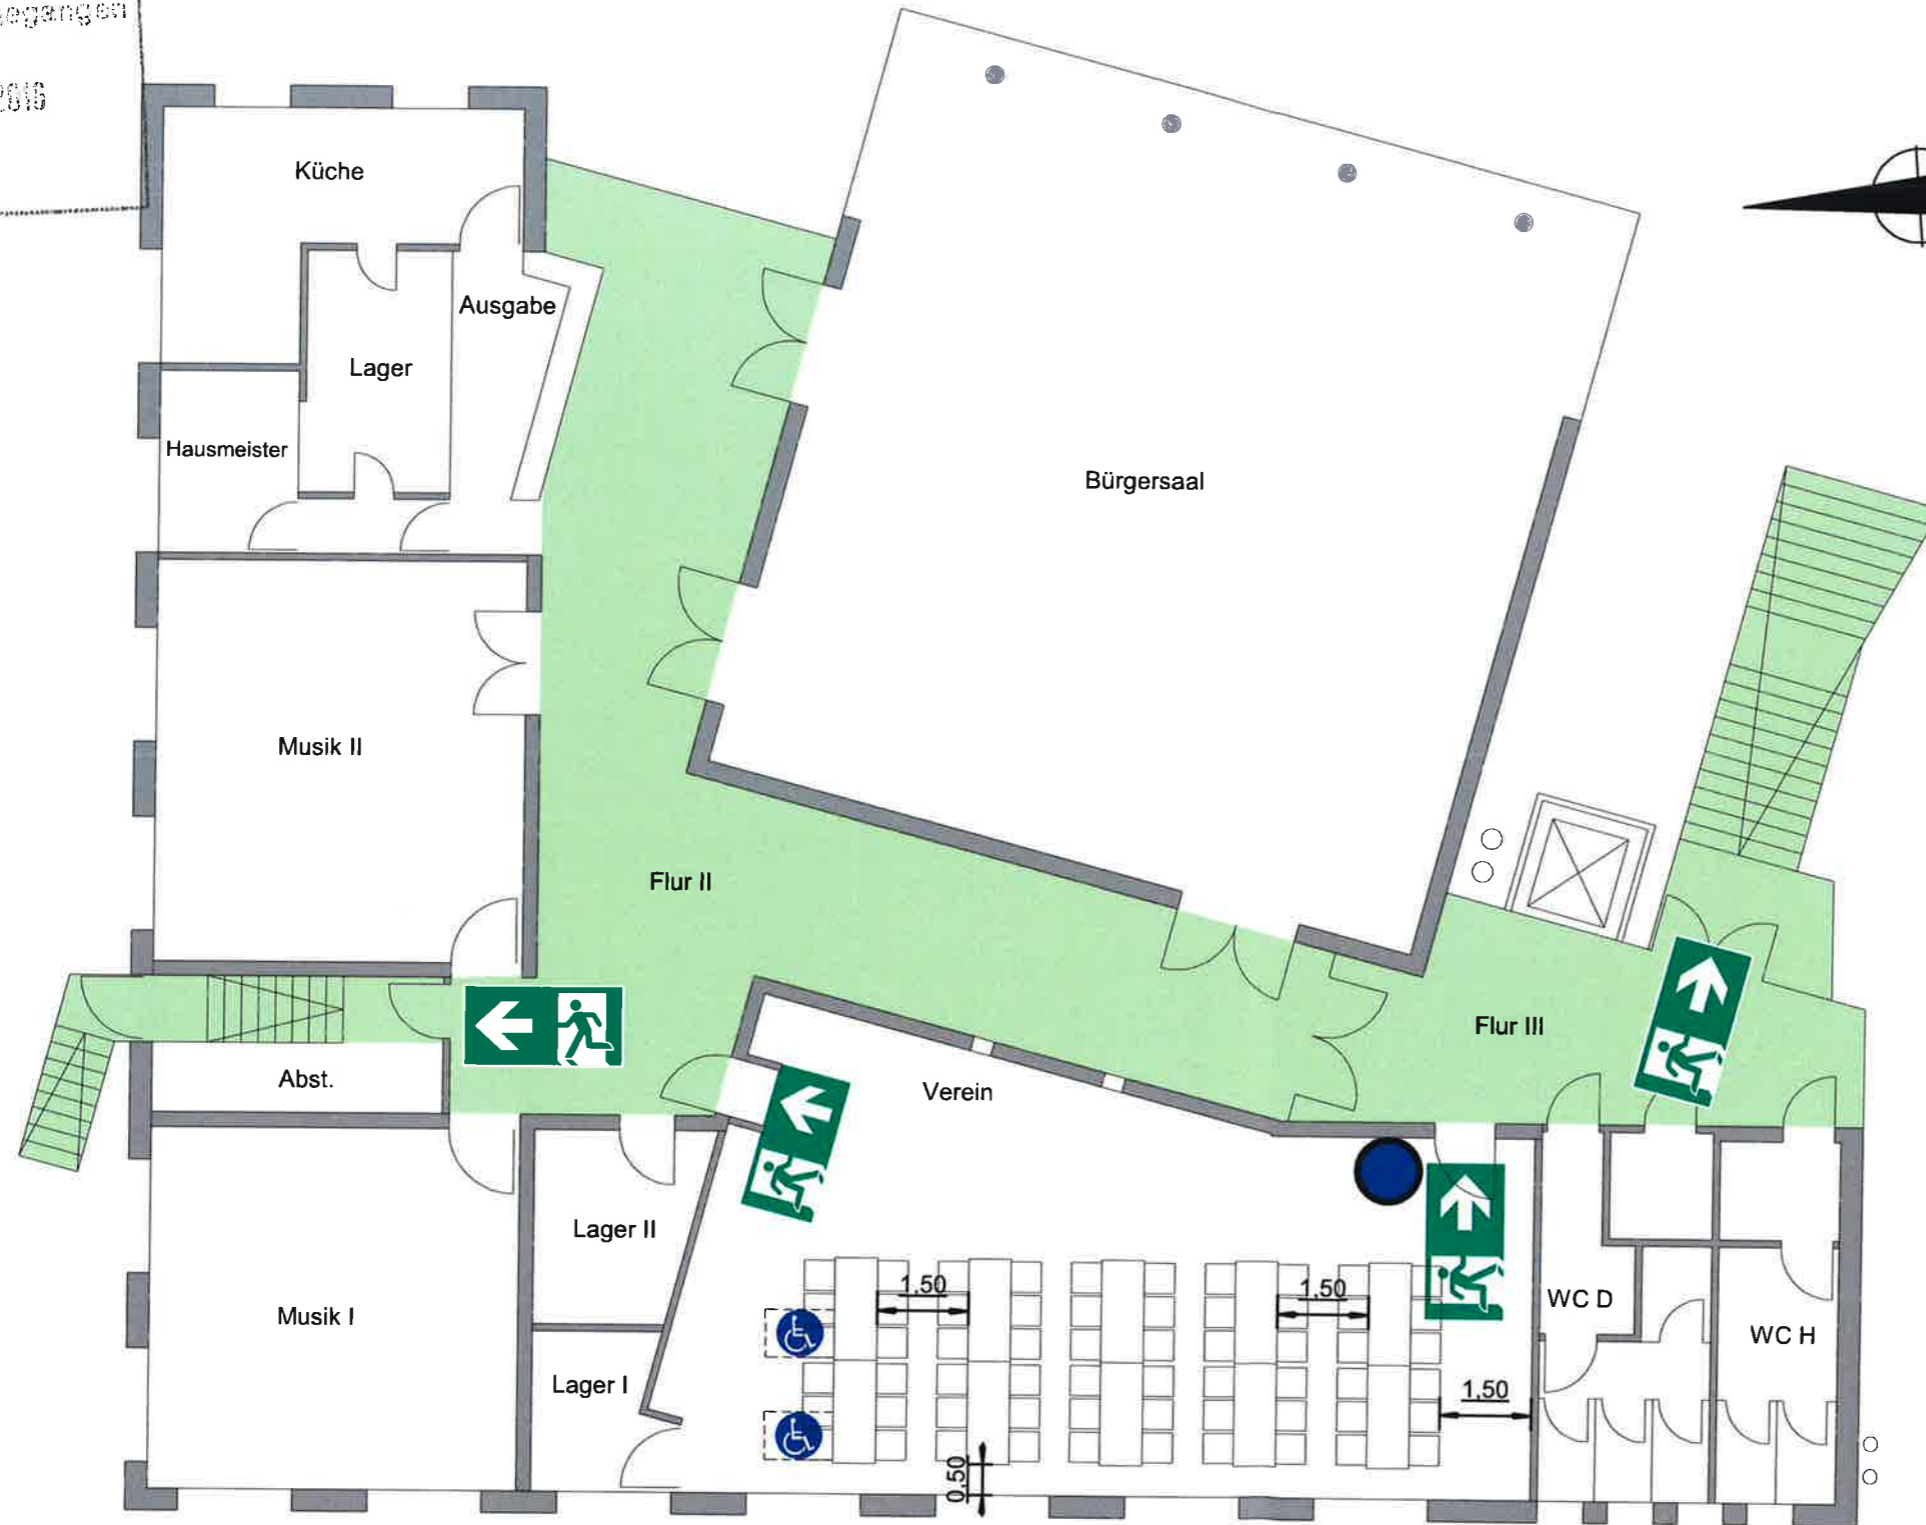 Küche
Ausgabe
Lager
Hausmeister
Bürgersaal
Musik II
Flur II
Flur III
Abst.
Verein
Lager II
Musik I
Lager I
1,50
1,50
1,50
0,50
WC D
WC H